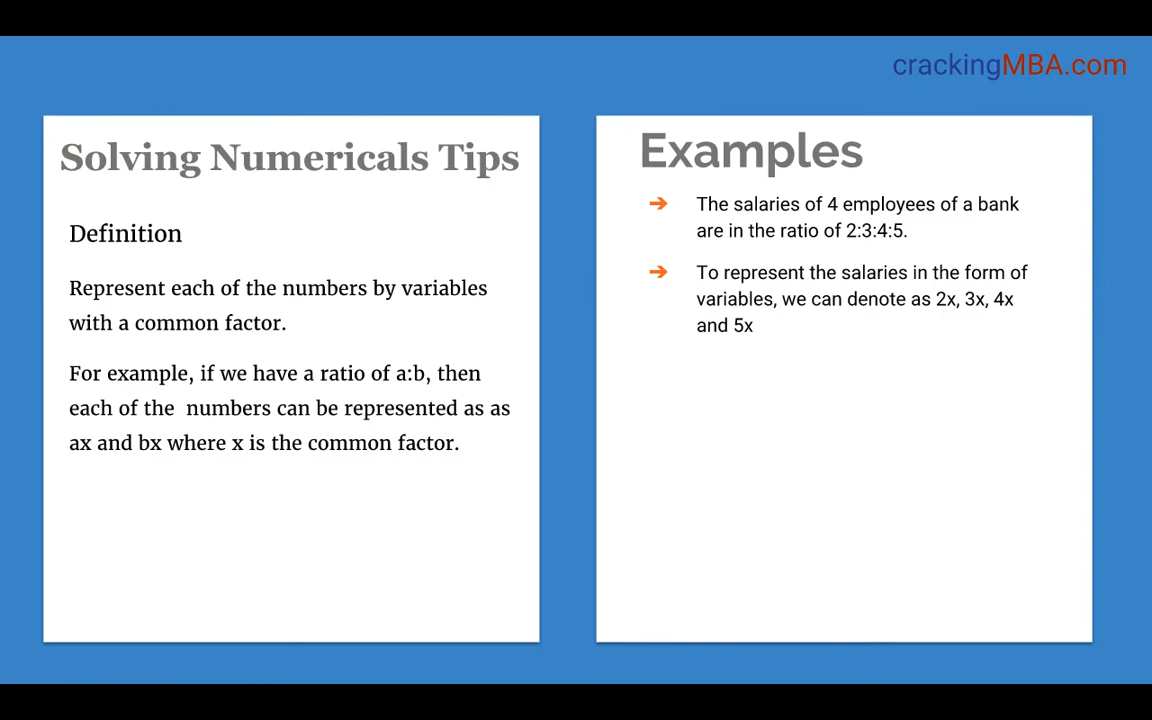 crackingMBA.com
Solving Numericals Tips
Definition
Represent each of the numbers by variables
with a common factor.
For example, if we have a ratio of a:b, then
each of the  numbers can be represented as as
ax and bx where x is the common factor.
Examples
➔ The salaries of 4 employees of a bank
are in the ratio of 2:3:4:5.
➔ To represent the salaries in the form of
variables, we can denote as 2x, 3x, 4x
and 5x